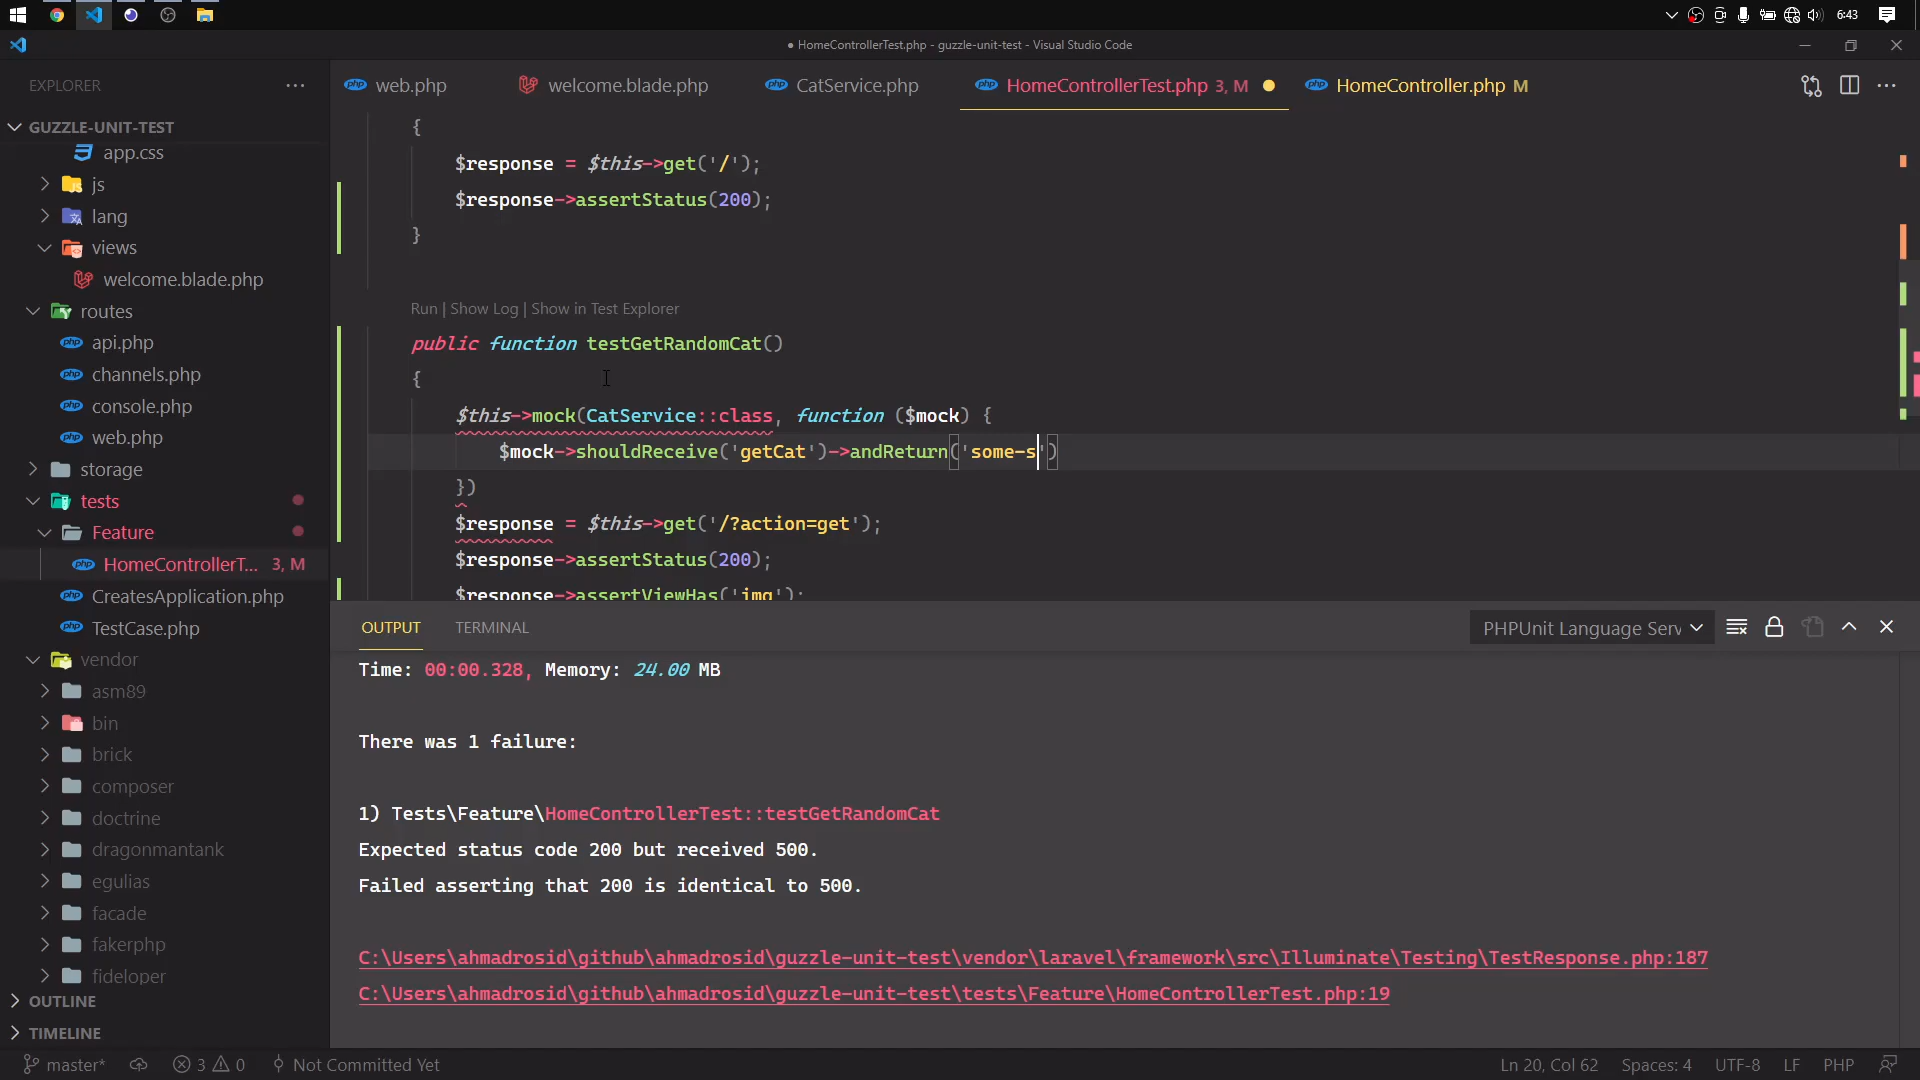 6:43
● HomeControllerTest.php - guzzle-unit-test - Visual Studio Code
EXPLORER
web.php
welcome.blade.php
CatService.php
HomeControllerTest.php 3, M
HomeController.php M
GUZZLE-UNIT-TEST
app.css
js
lang
views
welcome.blade.php
routes
api.php
channels.php
console.php
web.php
storage
tests
Feature
HomeControllerT... 3, M
CreatesApplication.php
TestCase.php
vendor
asm89
bin
brick
composer
doctrine
dragonmantank
egulias
facade
fakerphp
fideloper
OUTLINE
TIMELINE
{
$response = $this->get('/');
$response->assertStatus(200);
}
Run | Show Log | Show in Test Explorer
public function testGetRandomCat()
{
$this->mock(CatService::class, function ($mock) {
$mock->shouldReceive('getCat')->andReturn('some-s')
})
$response = $this->get('/?action=get');
$response->assertStatus(200);
$response->assertViewHas('img');
OUTPUT
TERMINAL
PHPUnit Language Serv
Time: 00:00.328, Memory: 24.00 MB
There was 1 failure:
1) Tests\Feature\HomeControllerTest::testGetRandomCat
Expected status code 200 but received 500.
Failed asserting that 200 is identical to 500.
C:\Users\ahmadrosid\github\ahmadrosid\guzzle-unit-test\vendor\laravel\framework\src\Illuminate\Testing\TestResponse.php:187
C:\Users\ahmadrosid\github\ahmadrosid\guzzle-unit-test\tests\Feature\HomeControllerTest.php:19
master*
3
0
Not Committed Yet
Ln 20, Col 62
Spaces: 4
UTF-8
LF
PHP